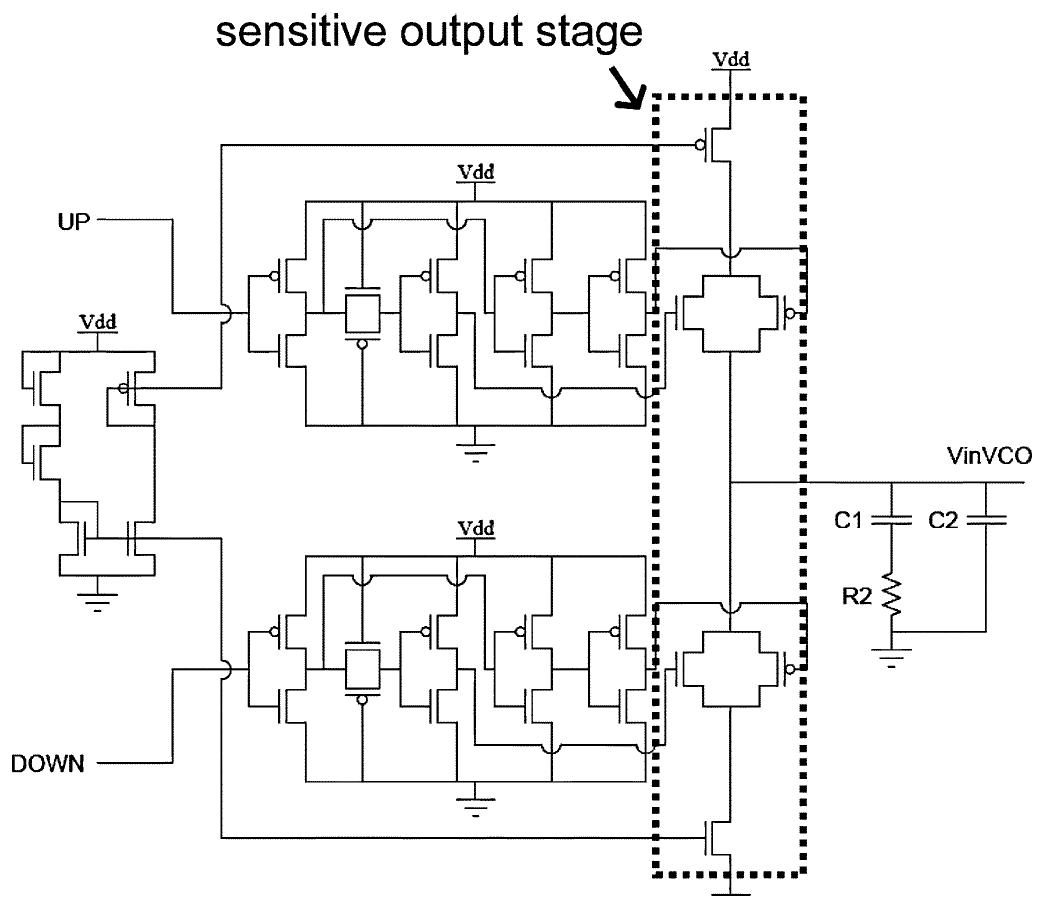 sensitive output stage
Vdd
Vdd
UP
Vdd
VinVCO
C1
C2
Vdd
R2
DOWN